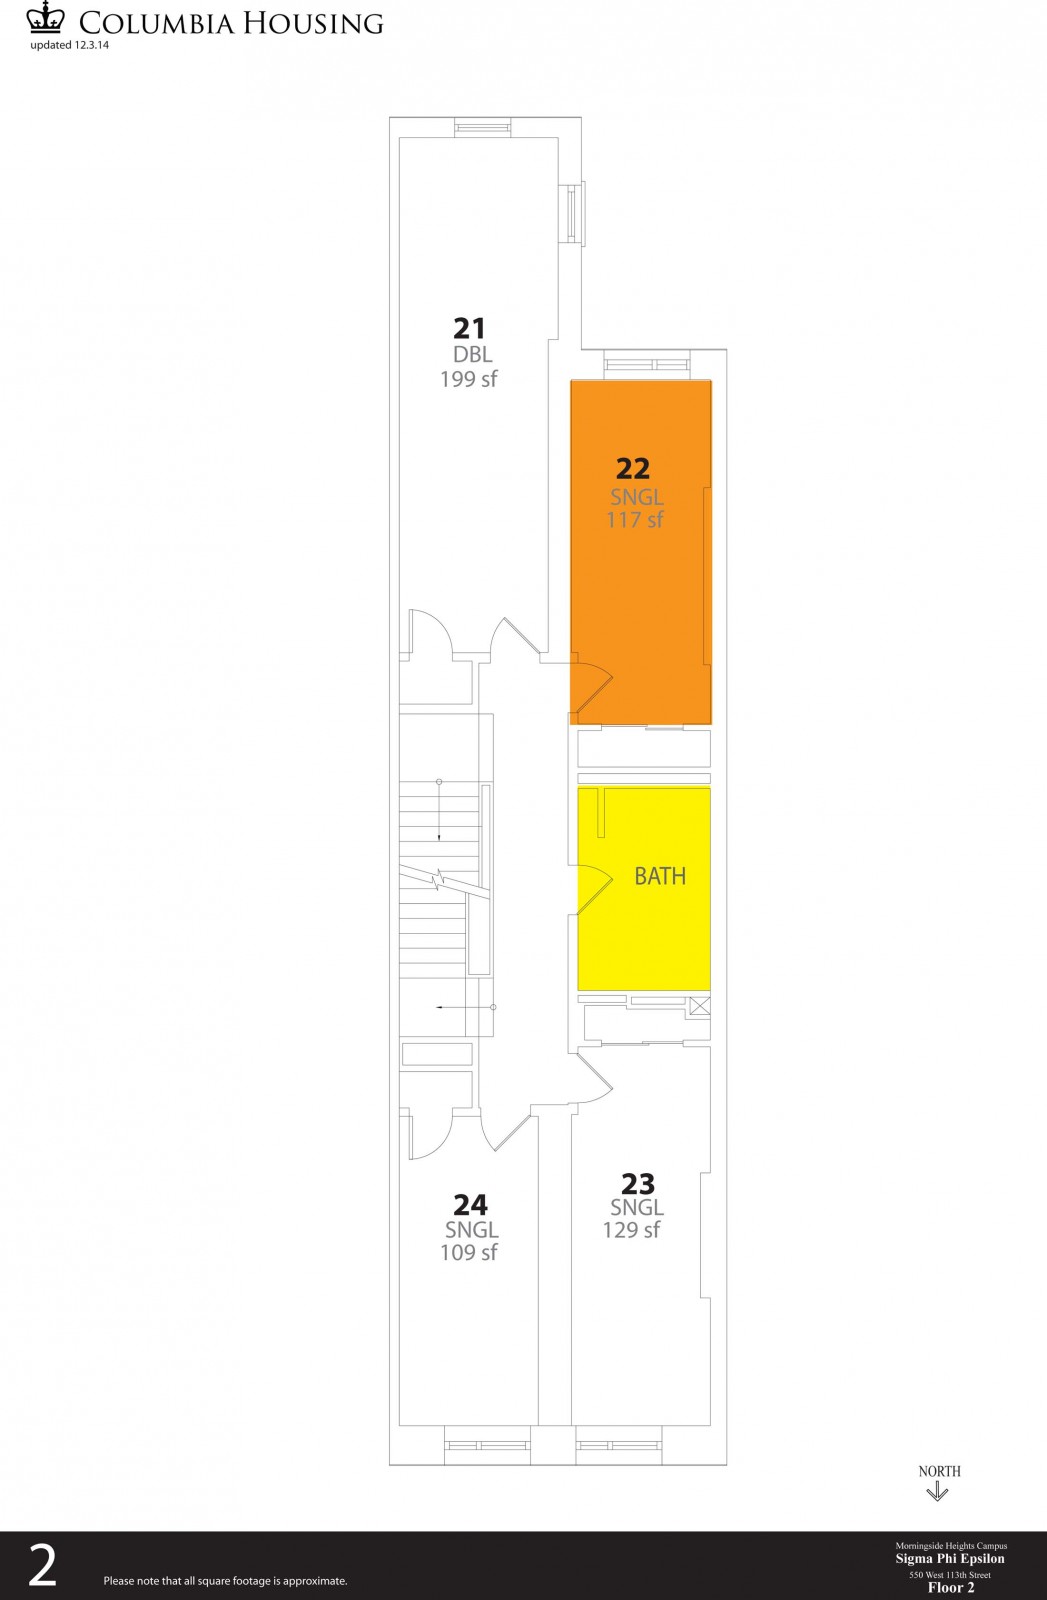 COLUMBIA HOUSING
updated 12.3.14
21
DBL
199 sf
22
SNGL
117 sf
BATH
23
SNGL
129 sf
24
SNGL
109 sf
NORTH
2
Please note that all square footage is approximate.
Morningside Heights Campus
Sigma Phi Epsilon
550 West 113th Street
Floor 2